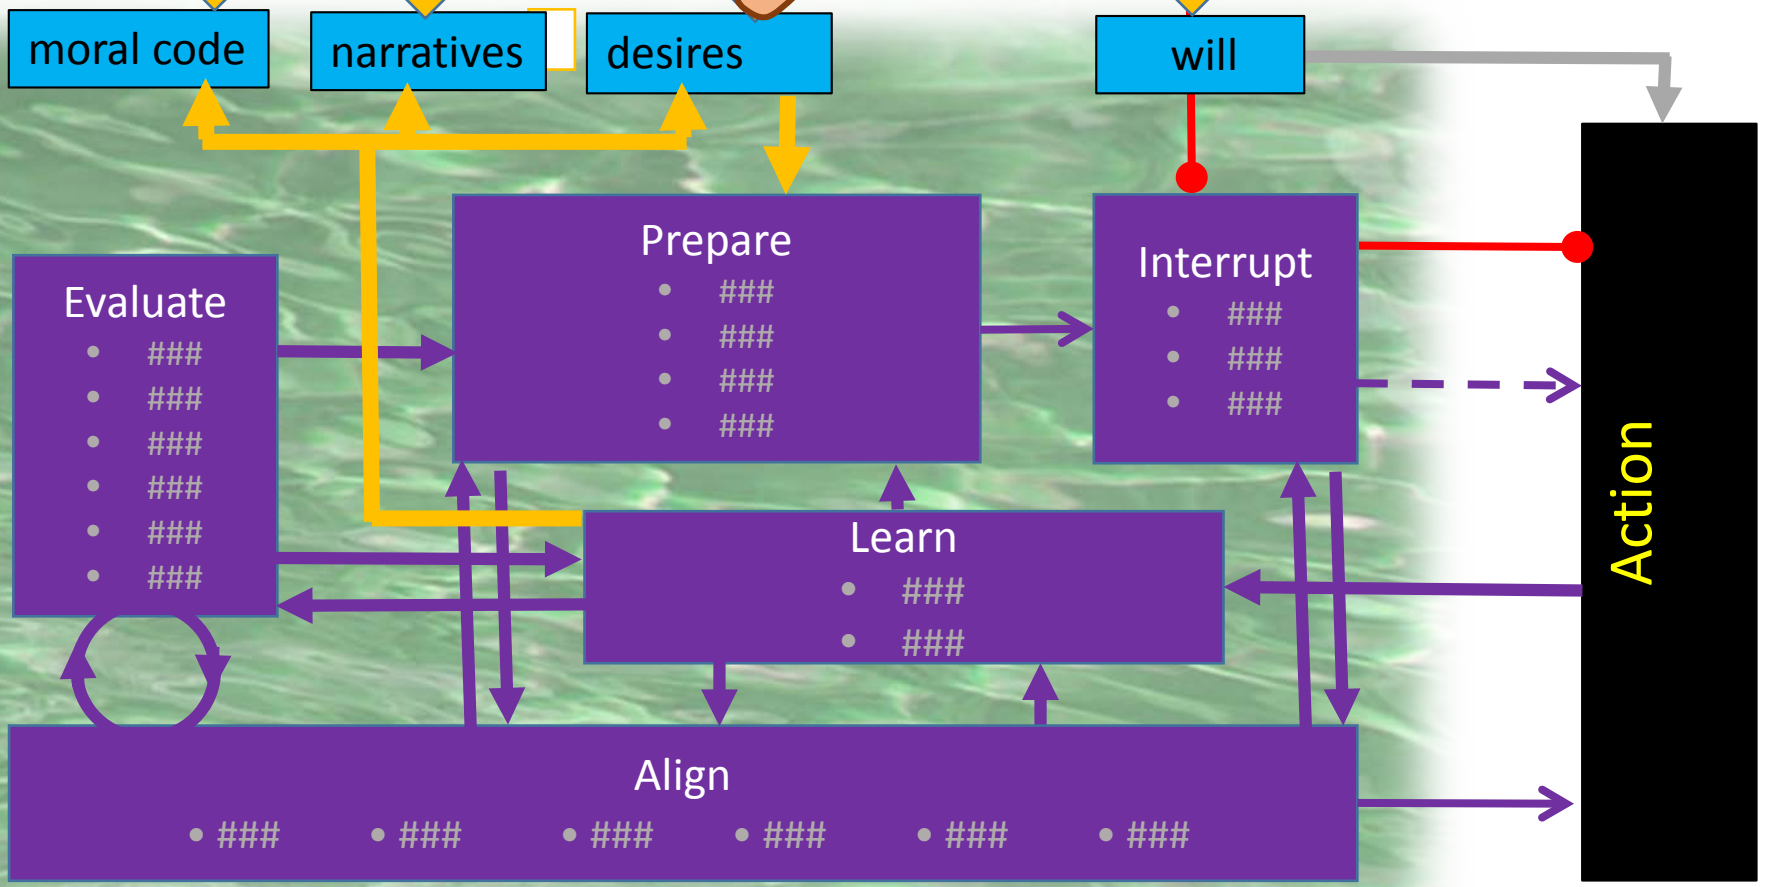 moral code
narratives
desires
will
Evaluate
• ###
• ###
• ###
• ###
• ###
• ###
Prepare
• ###
• ###
• ###
• ###
Interrupt
• ###
• ###
• ###
Learn
• ###
• ###
Align
• ### • ### • ### • ### • ### • ###
Action